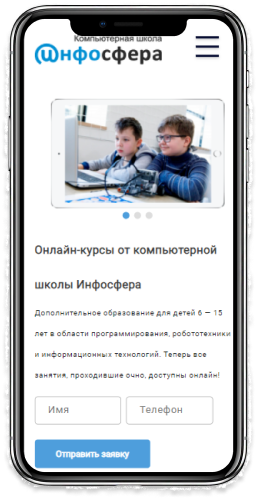 Компьютерная школа
инфосфера
Онлайн-курсы от компьютерной
школы Инфосфера
Дополнительное образование для детей 6 — 15
лет в области программирования, робототехники
и информационных технологий. Теперь все
занятия, проходившие очно, доступны онлайн!
Имя
Телефон
Отправить заявку